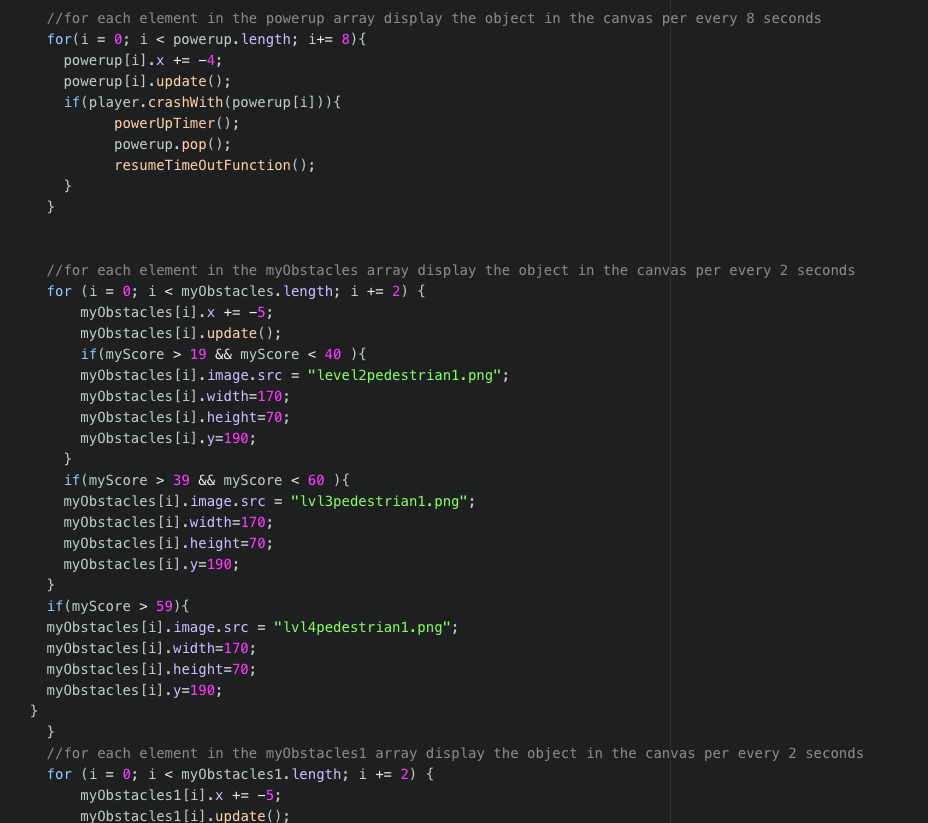 //for each element in the powerup array display the object in the canvas per every 8 seconds
for(i = 0; i < powerup.length; i+= 8){
powerup[i].x += -4;
powerup[i].update();
if(player.crashWith(powerup[i])){
powerUpTimer();
powerup.pop();
resumeTimeOutFunction();
}
}
//for each element in the myObstacles array display the object in the canvas per every 2 seconds
for (i = 0; i < myObstacles.length; i += 2) {
myObstacles[i].x += -5;
myObstacles[i].update();
if(myScore > 19 && myScore < 40 ){
myObstacles[i].image.src = "level2pedestrian1.png";
myObstacles[i].width=170;
myObstacles[i].height=70;
myObstacles[i].y=190;
}
if(myScore > 39 && myScore < 60 ){
myObstacles[i].image.src = "lvl3pedestrian1.png";
myObstacles[i].width=170;
myObstacles[i].height=70;
myObstacles[i].y=190;
}
if(myScore > 59){
myObstacles[i].image.src = "lvl4pedestrian1.png";
myObstacles[i].width=170;
myObstacles[i].height=70;
myObstacles[i].y=190;
}
}
//for each element in the myObstacles1 array display the object in the canvas per every 2 seconds
for (i = 0; i < myObstacles1.length; i += 2) {
myObstacles1[i].x += -5;
myObstacles1[i].update();